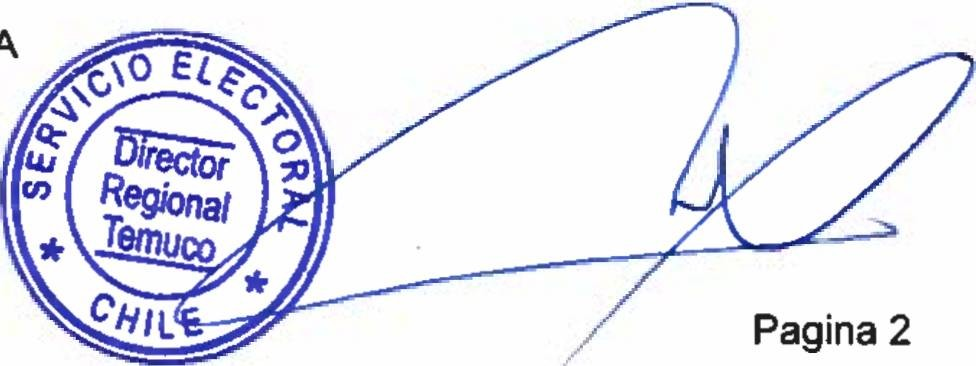 A
SERVICIO ELECTORAL
Director
Regional
Temuco
* CHILE *
Pagina 2